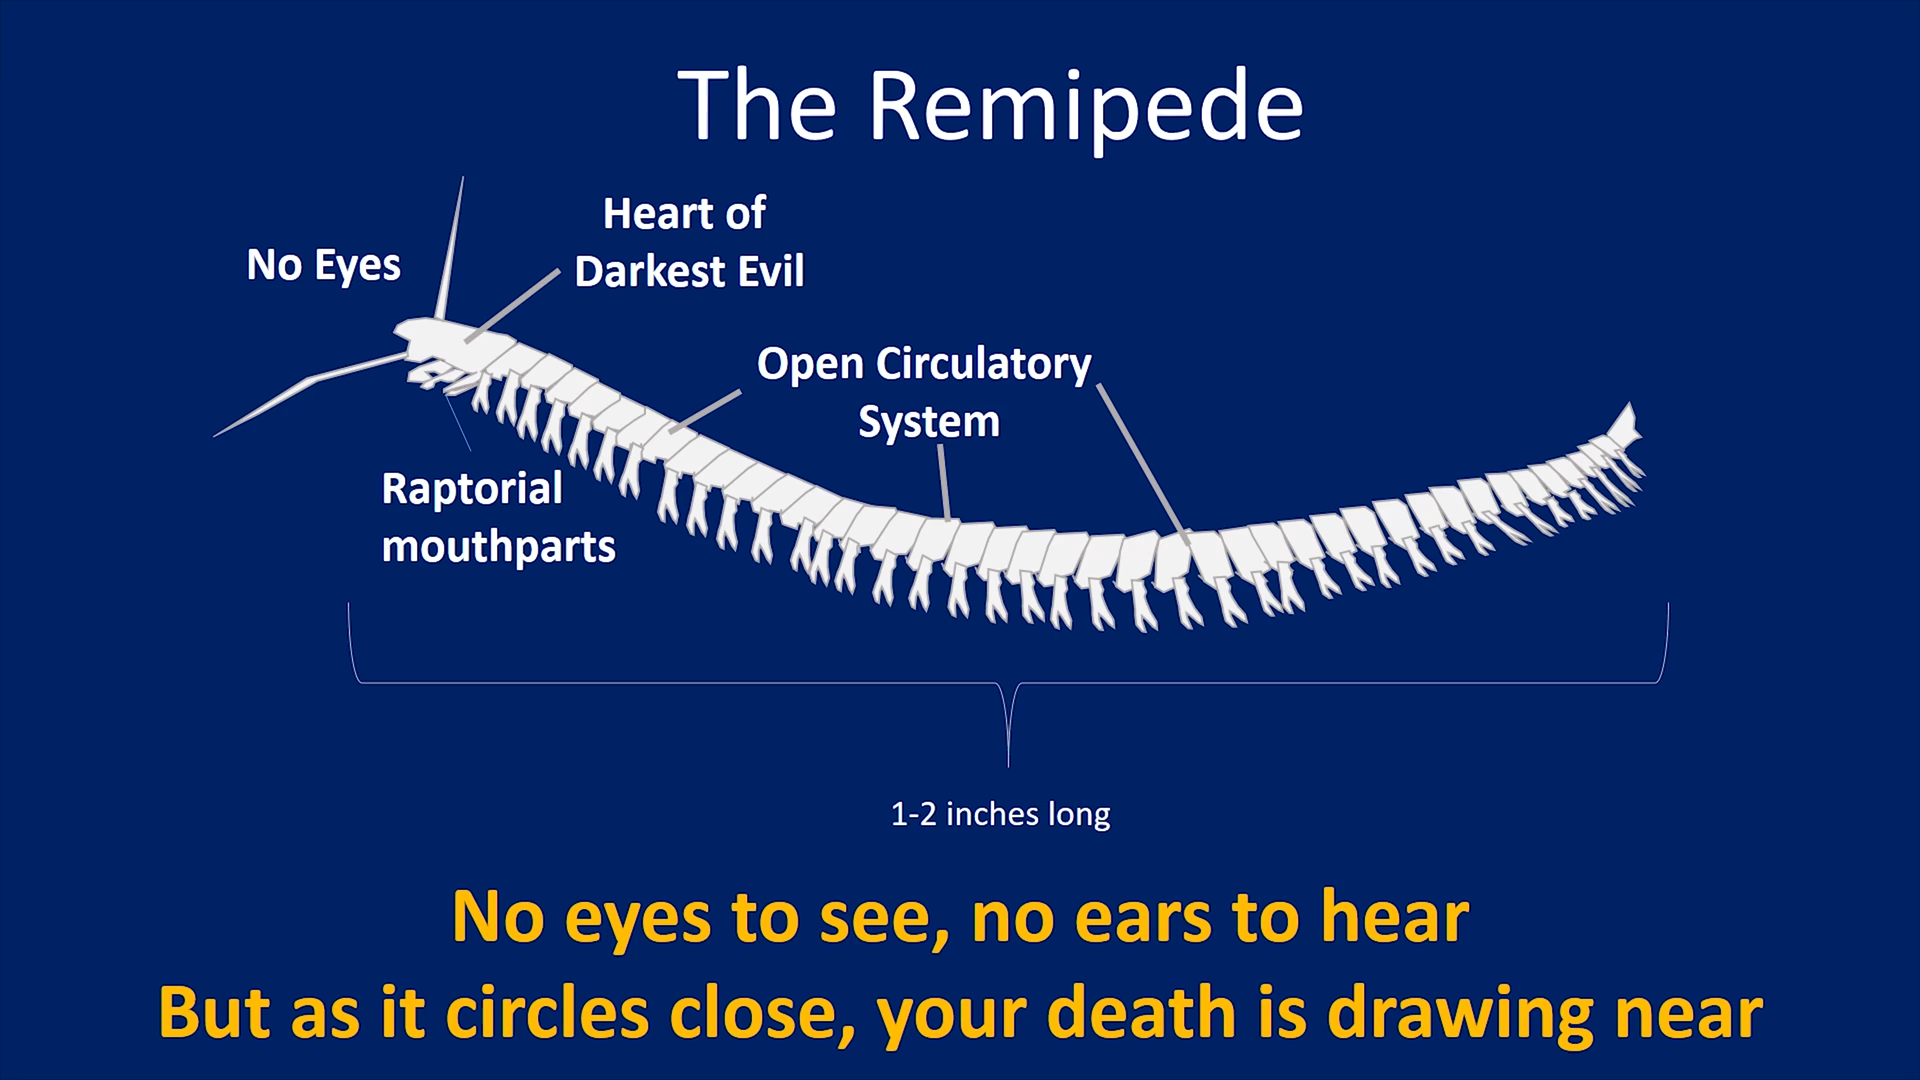 The Remipede
Heart of
Darkest Evil
No Eyes
Open Circulatory
System
Raptorial
mouthparts
1-2 inches long
No eyes to see, no ears to hear
But as it circles close, your death is drawing near